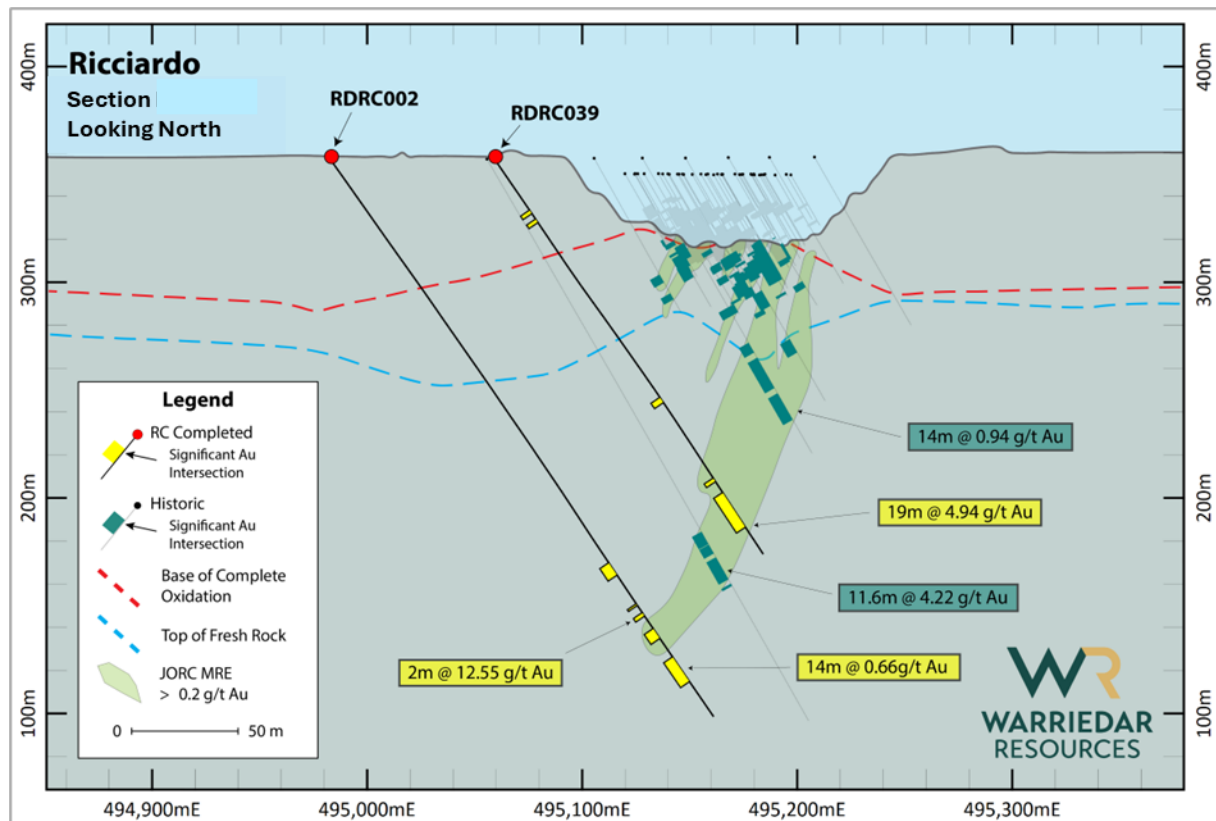 Ricciardo
Section
Looking North
RDRC002
RDRC039
400m
300m
200m
100m
400m
300m
200m
100m
Legend
RC Completed
Significant Au
Intersection
Historic
Significant Au
Intersection
Base of Complete
Oxidation
Top of Fresh Rock
JORC MRE
> 0.2 g/t Au
0 50 m
14m @ 0.94 g/t Au
19m @ 4.94 g/t Au
11.6m @ 4.22 g/t Au
2m @ 12.55 g/t Au
14m @ 0.66g/t Au
WR
WARRIEDAR
RESOURCES
494,900mE 495,000mE 495,100mE 495,200mE 495,300mE